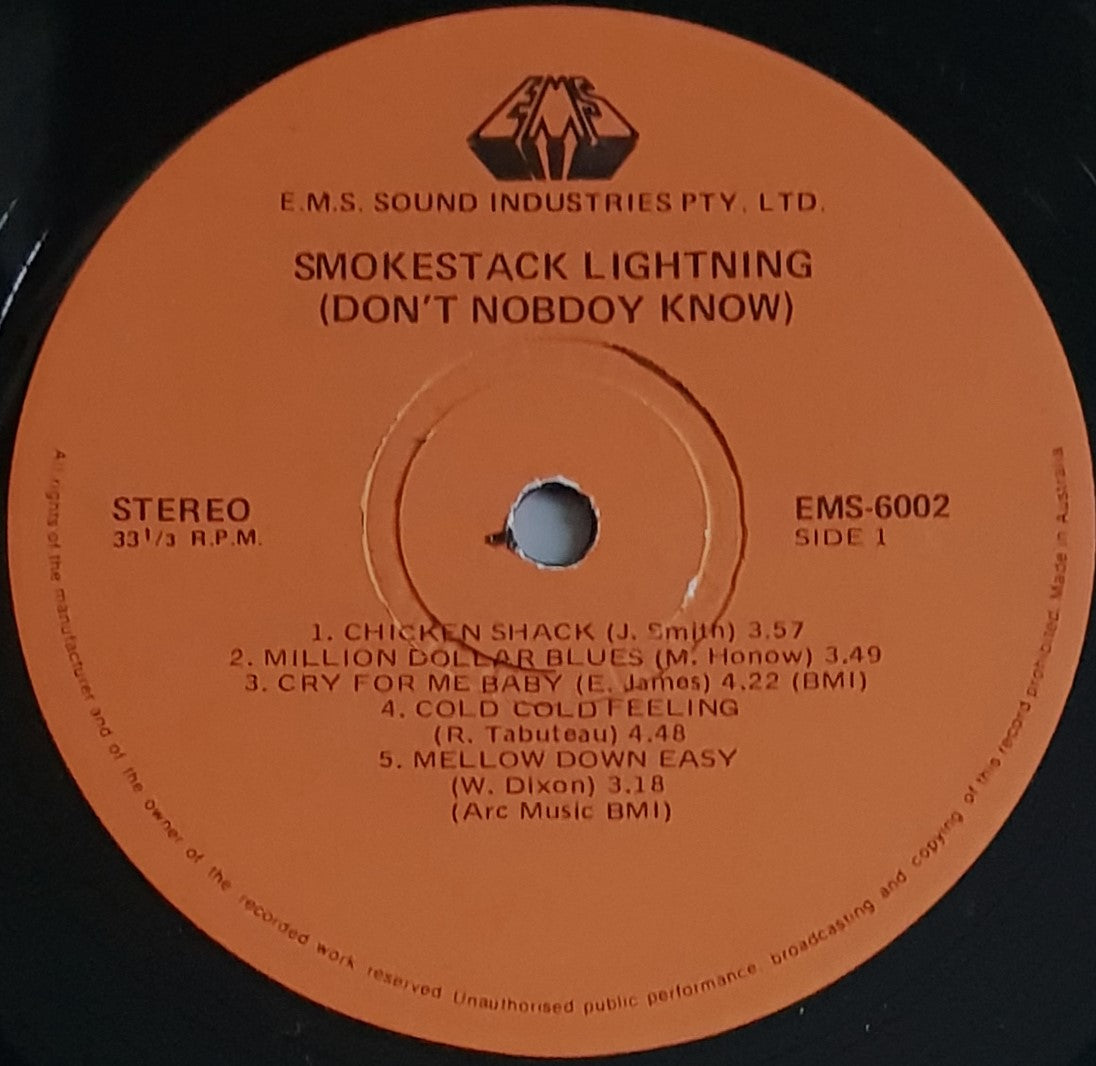 EMS
E.M.S. SOUND INDUSTRIES PTY. LTD.
SMOKESTACK LIGHTNING
(DON'T NOBDOY KNOW)
STEREO
33 1/3 R.P.M.
EMS-6002
SIDE 1
1. CHICKEN SHACK (J. Smith) 3.57
2. MILLION DOLLAR BLUES (M. Honow) 3.49
3. CRY FOR ME BABY (E. James) 4.22 (BMI)
4. COLD COLD FEELING
(R. Tabuteau) 4.48
5. MELLOW DOWN EASY
(W. Dixon) 3.18
(Arc Music BMI)
All rights of the manufacturer and of the owner of the recorded work reserved Unauthorised public performance, broadcasting and copying of this record prohibited. Made in Australia